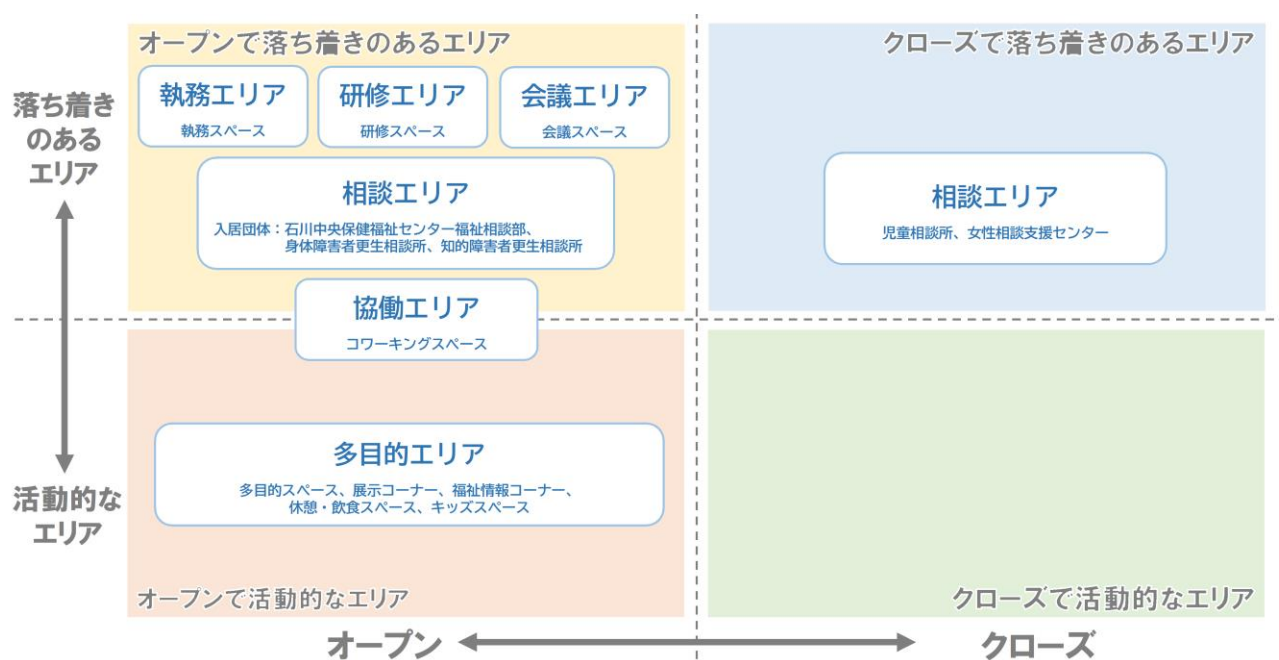 オープンで落ち着きのあるエリア
クローズで落ち着きのあるエリア
落ち着き
のある
エリア
執務エリア
執務スペース
研修エリア
研修スペース
会議エリア
会議スペース
相談エリア
入居団体：石川中央保健福祉センター福祉相談部、
身体障害者更生相談所、知的障害者更生相談所
相談エリア
児童相談所、女性相談支援センター
協働エリア
コワーキングスペース
多目的エリア
多目的スペース、展示コーナー、福祉情報コーナー、
休憩・飲食スペース、キッズスペース
活動的な
エリア
オープンで活動的なエリア
クローズで活動的なエリア
オープン
クローズ